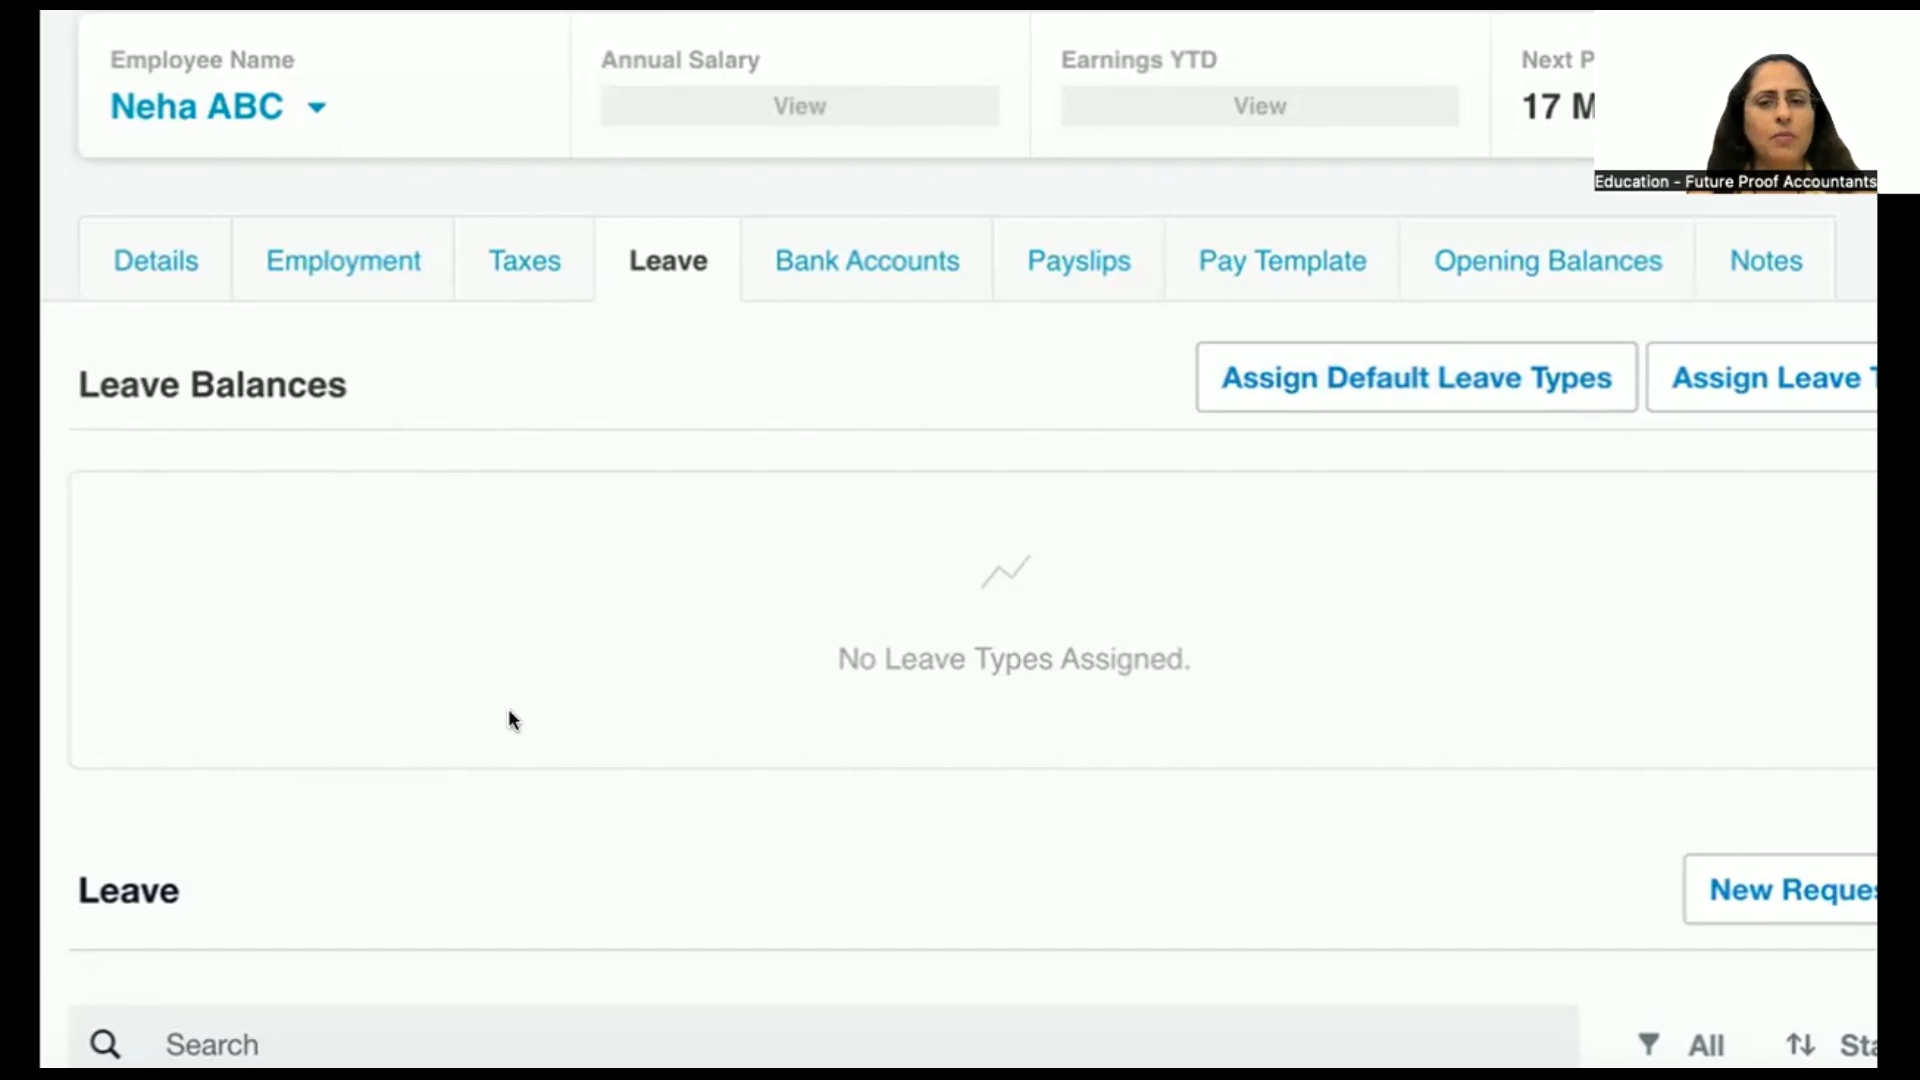 Employee Name
Neha ABC
Annual Salary
View
Earnings YTD
View
Next P
17 M
Education - Future Proof Accountants
Details
Employment
Taxes
Leave
Bank Accounts
Payslips
Pay Template
Opening Balances
Notes
Leave Balances
Assign Default Leave Types
Assign Leave T
No Leave Types Assigned.
Leave
New Reques
Search
All
Sta